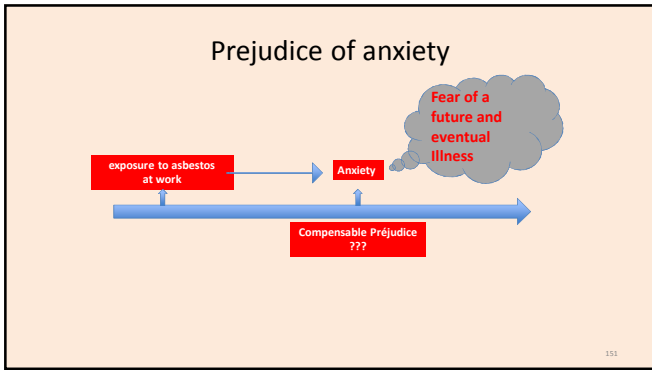 Prejudice of anxiety
Fear of a
future and
eventual
Illness
exposure to asbestos
at work
Anxiety
Compensable Préjudice
???
151